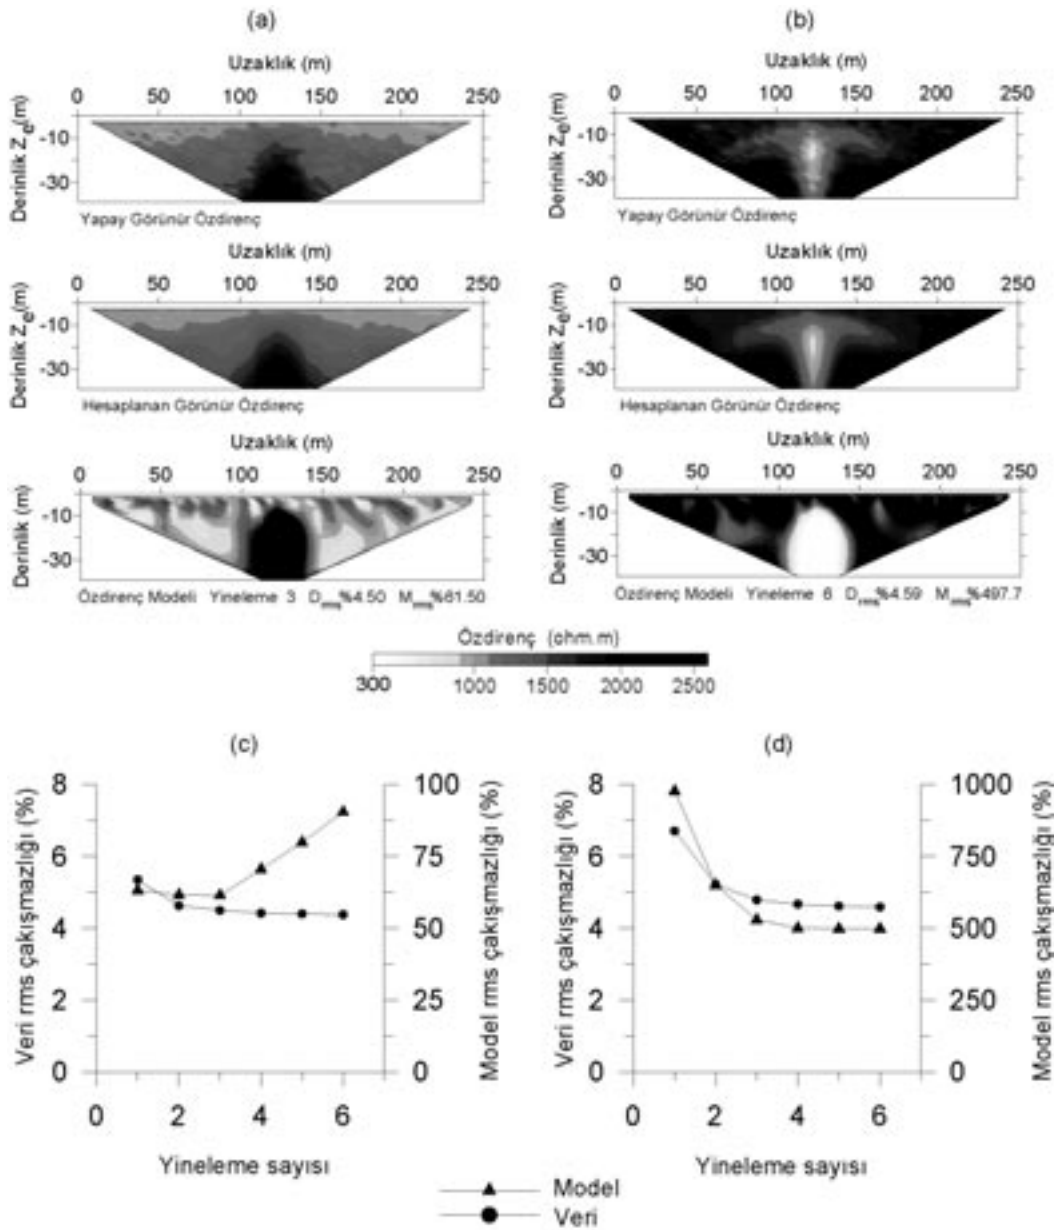 (a)
Uzaklık (m)
0 50 100 150 200 250
Derinlik Ze(m)
-10
-30
Yapay Görünür Özdirenç
Uzaklık (m)
0 50 100 150 200 250
Derinlik Ze(m)
-10
-30
Hesaplanan Görünür Özdirenç
Uzaklık (m)
0 50 100 150 200 250
Derinlik (m)
-10
-30
Özdirenç Modeli Yineleme 3 Drms%4.50 Mrms%61.50
(b)
Uzaklık (m)
0 50 100 150 200 250
Derinlik Ze(m)
-10
-30
Yapay Görünür Özdirenç
Uzaklık (m)
0 50 100 150 200 250
Derinlik Ze(m)
-10
-30
Hesaplanan Görünür Özdirenç
Uzaklık (m)
0 50 100 150 200 250
Derinlik (m)
-10
-30
Özdirenç Modeli Yineleme 6 Drms%4.59 Mrms%497.7
Özdirenç (ohm.m)
300 1000 1500 2000 2500
(c)
Veri rms çakışmazlığı (%)
8
6
4
2
0
Model rms çakışmazlığı (%)
100
75
50
25
0
0 2 4 6
Yineleme sayısı
(d)
Veri rms çakışmazlığı (%)
8
6
4
2
0
Model rms çakışmazlığı (%)
1000
750
500
250
0
0 2 4 6
Yineleme sayısı
Model
Veri